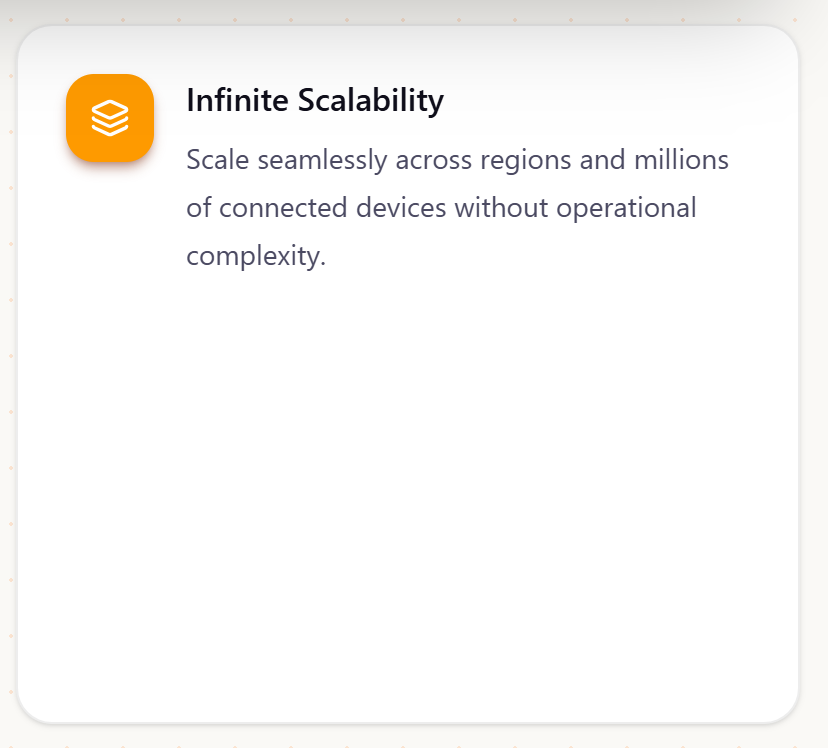 Infinite Scalability
Scale seamlessly across regions and millions
of connected devices without operational
complexity.